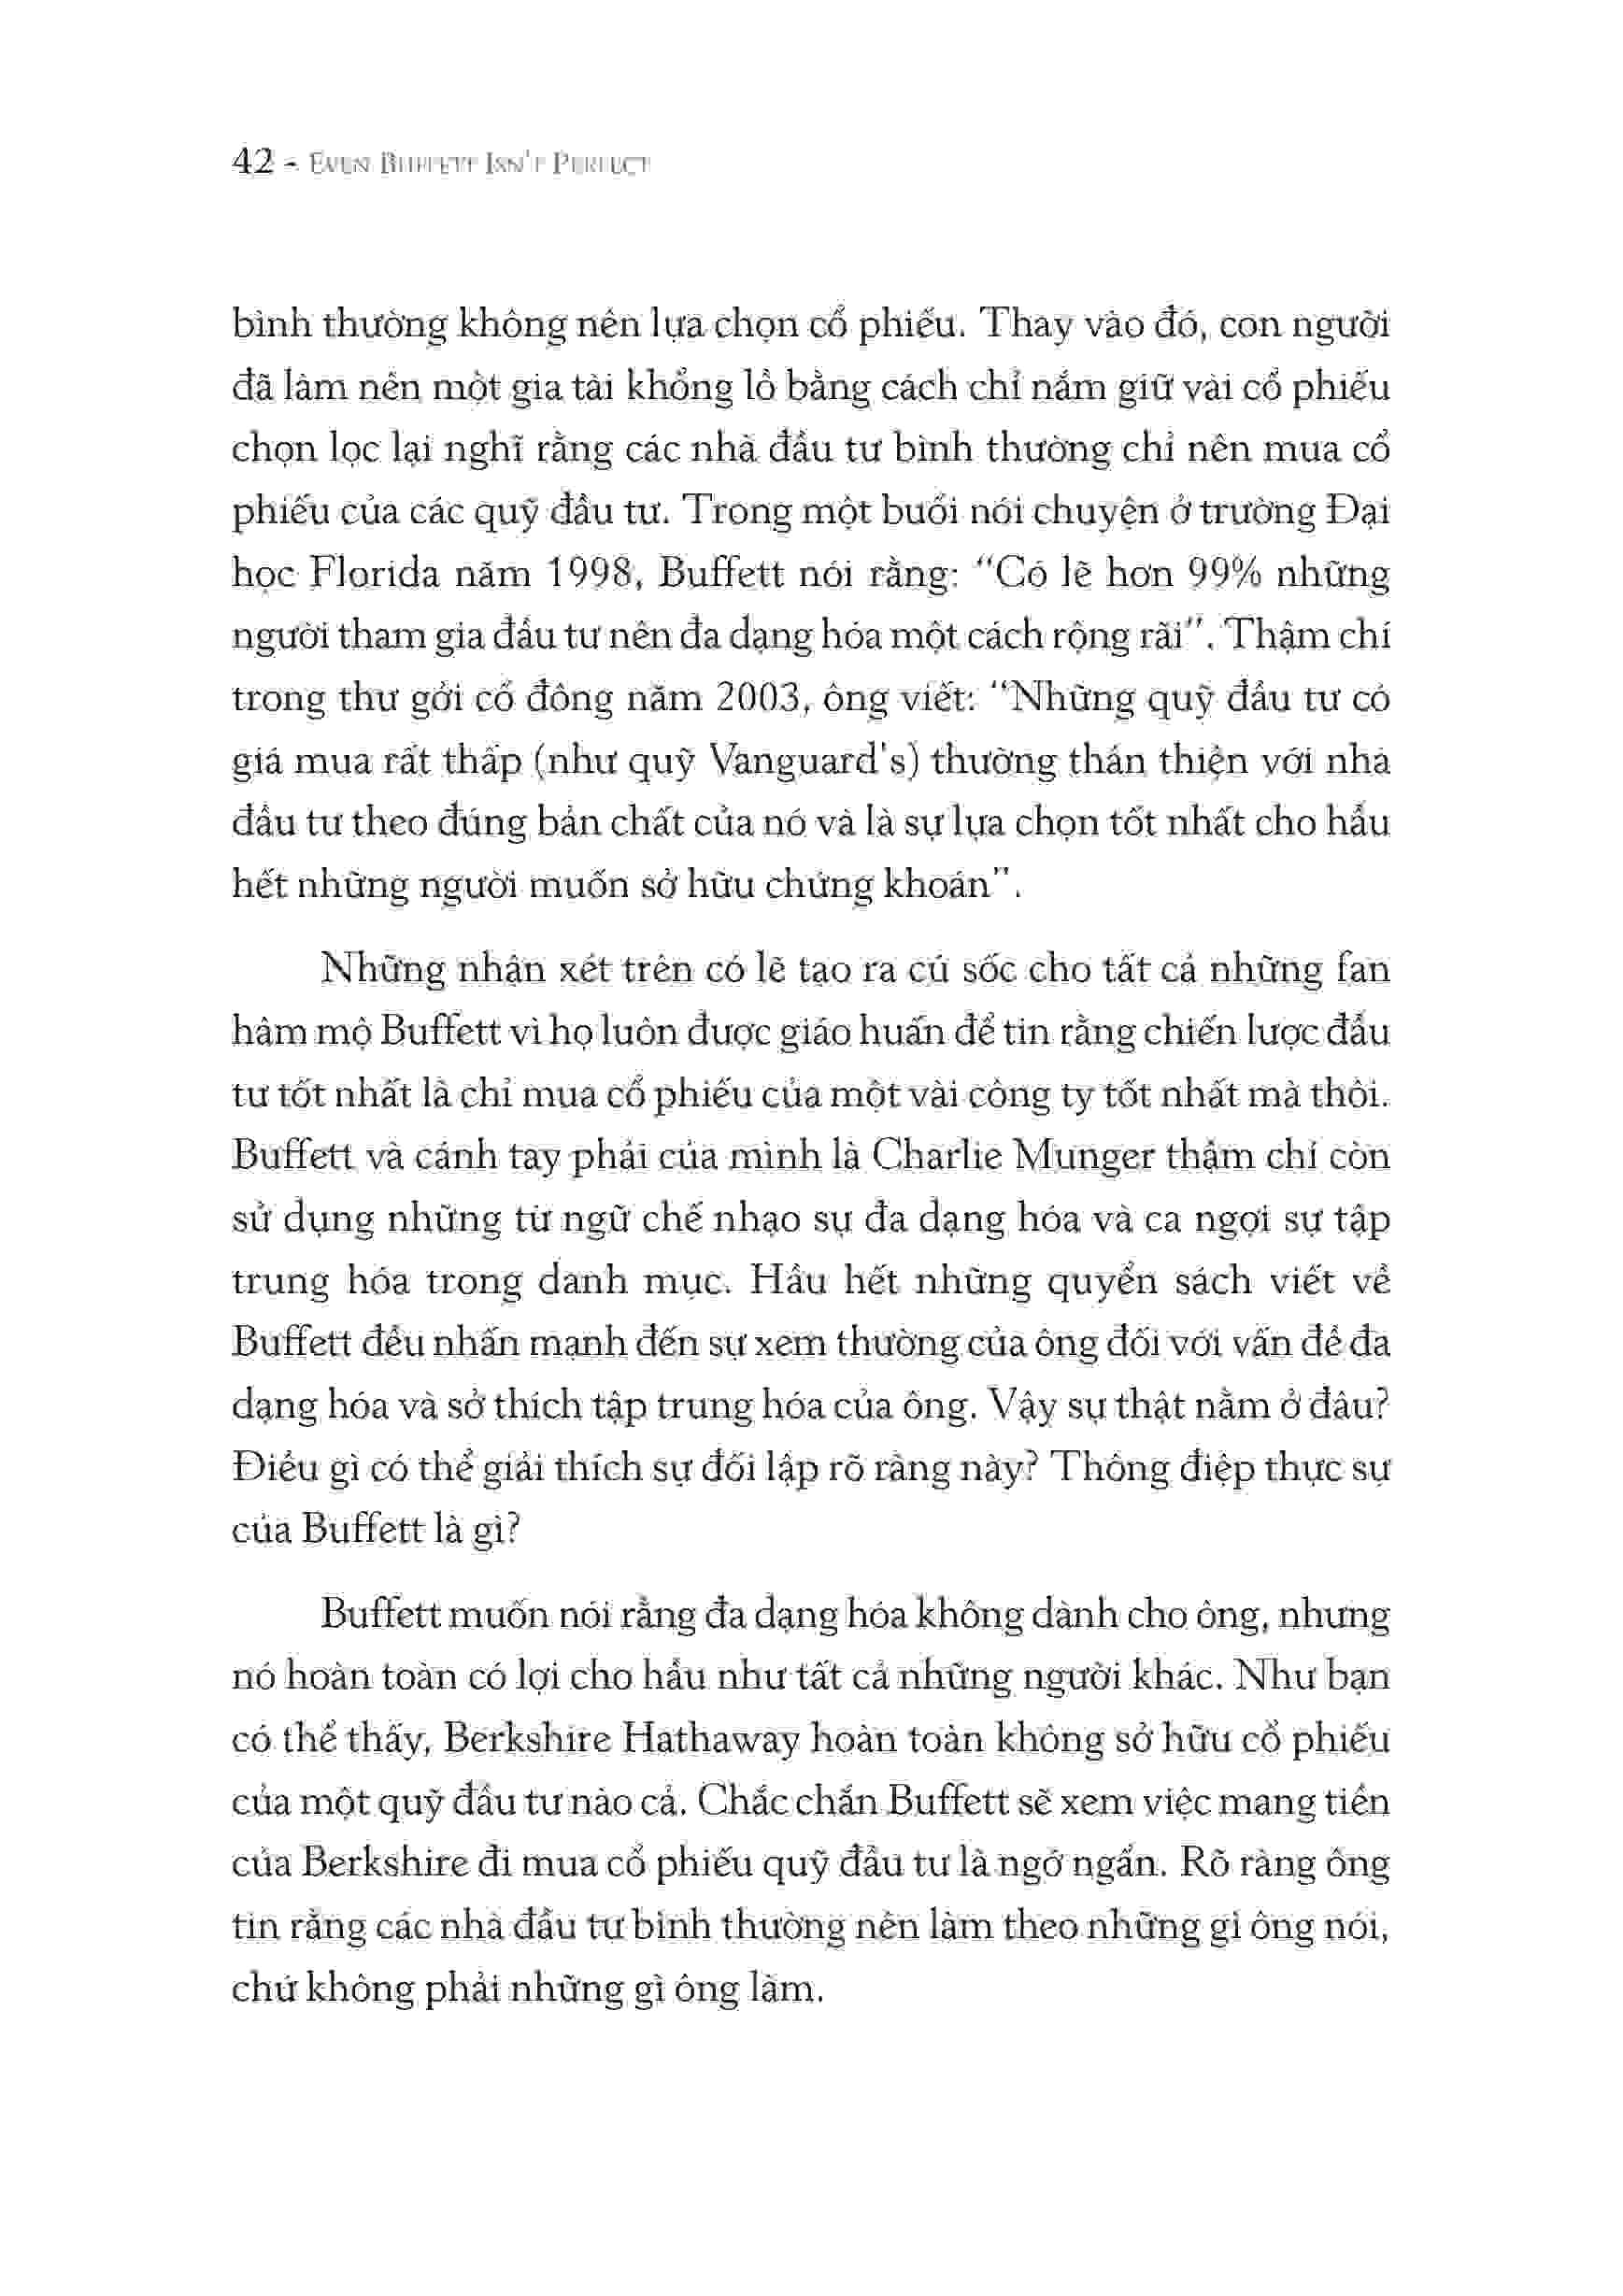 42 - EVEN BUFFETT ISN'T PERFECT
bình thường không nên lựa chọn cổ phiếu. Thay vào đó, con người
đã làm nên một gia tài khổng lồ bằng cách chỉ nắm giữ vài cổ phiếu
chọn lọc lại nghĩ rằng các nhà đầu tư bình thường chỉ nên mua cổ
phiếu của các quỹ đầu tư. Trong một buổi nói chuyện ở trường Đại
học Florida năm 1998, Buffett nói rằng: “Có lẽ hơn 99% những
người tham gia đầu tư nên đa dạng hóa một cách rộng rãi”. Thậm chí
trong thư gởi cổ đông năm 2003, ông viết: “Những quỹ đầu tư có
giá mua rất thấp (như quỹ Vanguard's) thường thân thiện với nhà
đầu tư theo đúng bản chất của nó và là sự lựa chọn tốt nhất cho hầu
hết những người muốn sở hữu chứng khoán”.
Những nhận xét trên có lẽ tạo ra cú sốc cho tất cả những fan
hâm mộ Buffett vì họ luôn được giáo huấn để tin rằng chiến lược đầu
tư tốt nhất là chỉ mua cổ phiếu của một vài công ty tốt nhất mà thôi.
Buffett và cánh tay phải của mình là Charlie Munger thậm chí còn
sử dụng những từ ngữ chế nhạo sự đa dạng hóa và ca ngợi sự tập
trung hóa trong danh mục. Hầu hết những quyển sách viết về
Buffett đều nhấn mạnh đến sự xem thường của ông đối với vấn đề đa
dạng hóa và sở thích tập trung hóa của ông. Vậy sự thật nằm ở đâu?
Điều gì có thể giải thích sự đối lập rõ ràng này? Thông điệp thực sự
của Buffett là gì?
Buffett muốn nói rằng đa dạng hóa không dành cho ông, nhưng
nó hoàn toàn có lợi cho hầu như tất cả những người khác. Như bạn
có thể thấy, Berkshire Hathaway hoàn toàn không sở hữu cổ phiếu
của một quỹ đầu tư nào cả. Chắc chắn Buffett sẽ xem việc mang tiền
của Berkshire đi mua cổ phiếu quỹ đầu tư là ngớ ngẩn. Rõ ràng ông
tin rằng các nhà đầu tư bình thường nên làm theo những gì ông nói,
chứ không phải những gì ông làm.